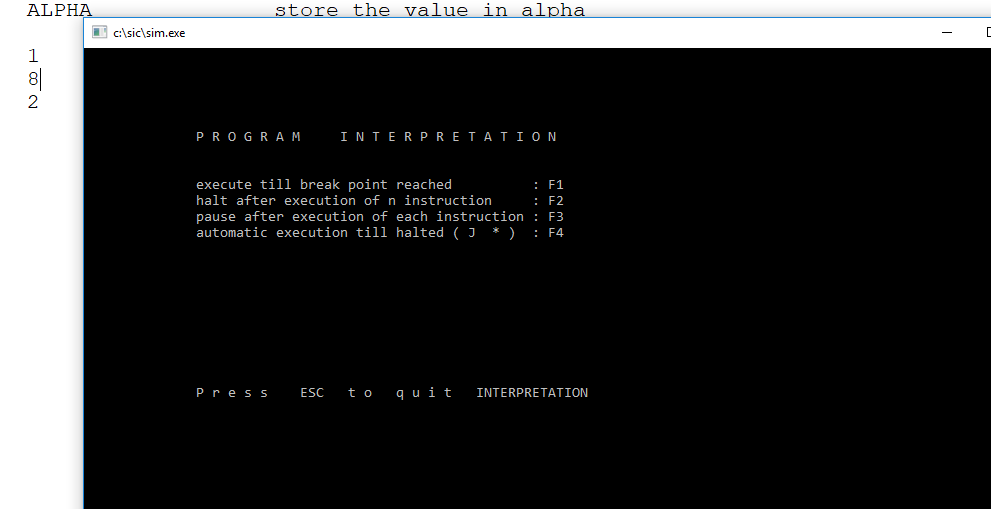 ALPHA store the value in alpha
c:\sic\sim.exe
1
8
2
P R O G R A M I N T E R P R E T A T I O N
execute till break point reached : F1
halt after execution of n instruction : F2
pause after execution of each instruction : F3
automatic execution till halted ( J * ) : F4
P r e s s ESC t o q u i t INTERPRETATION